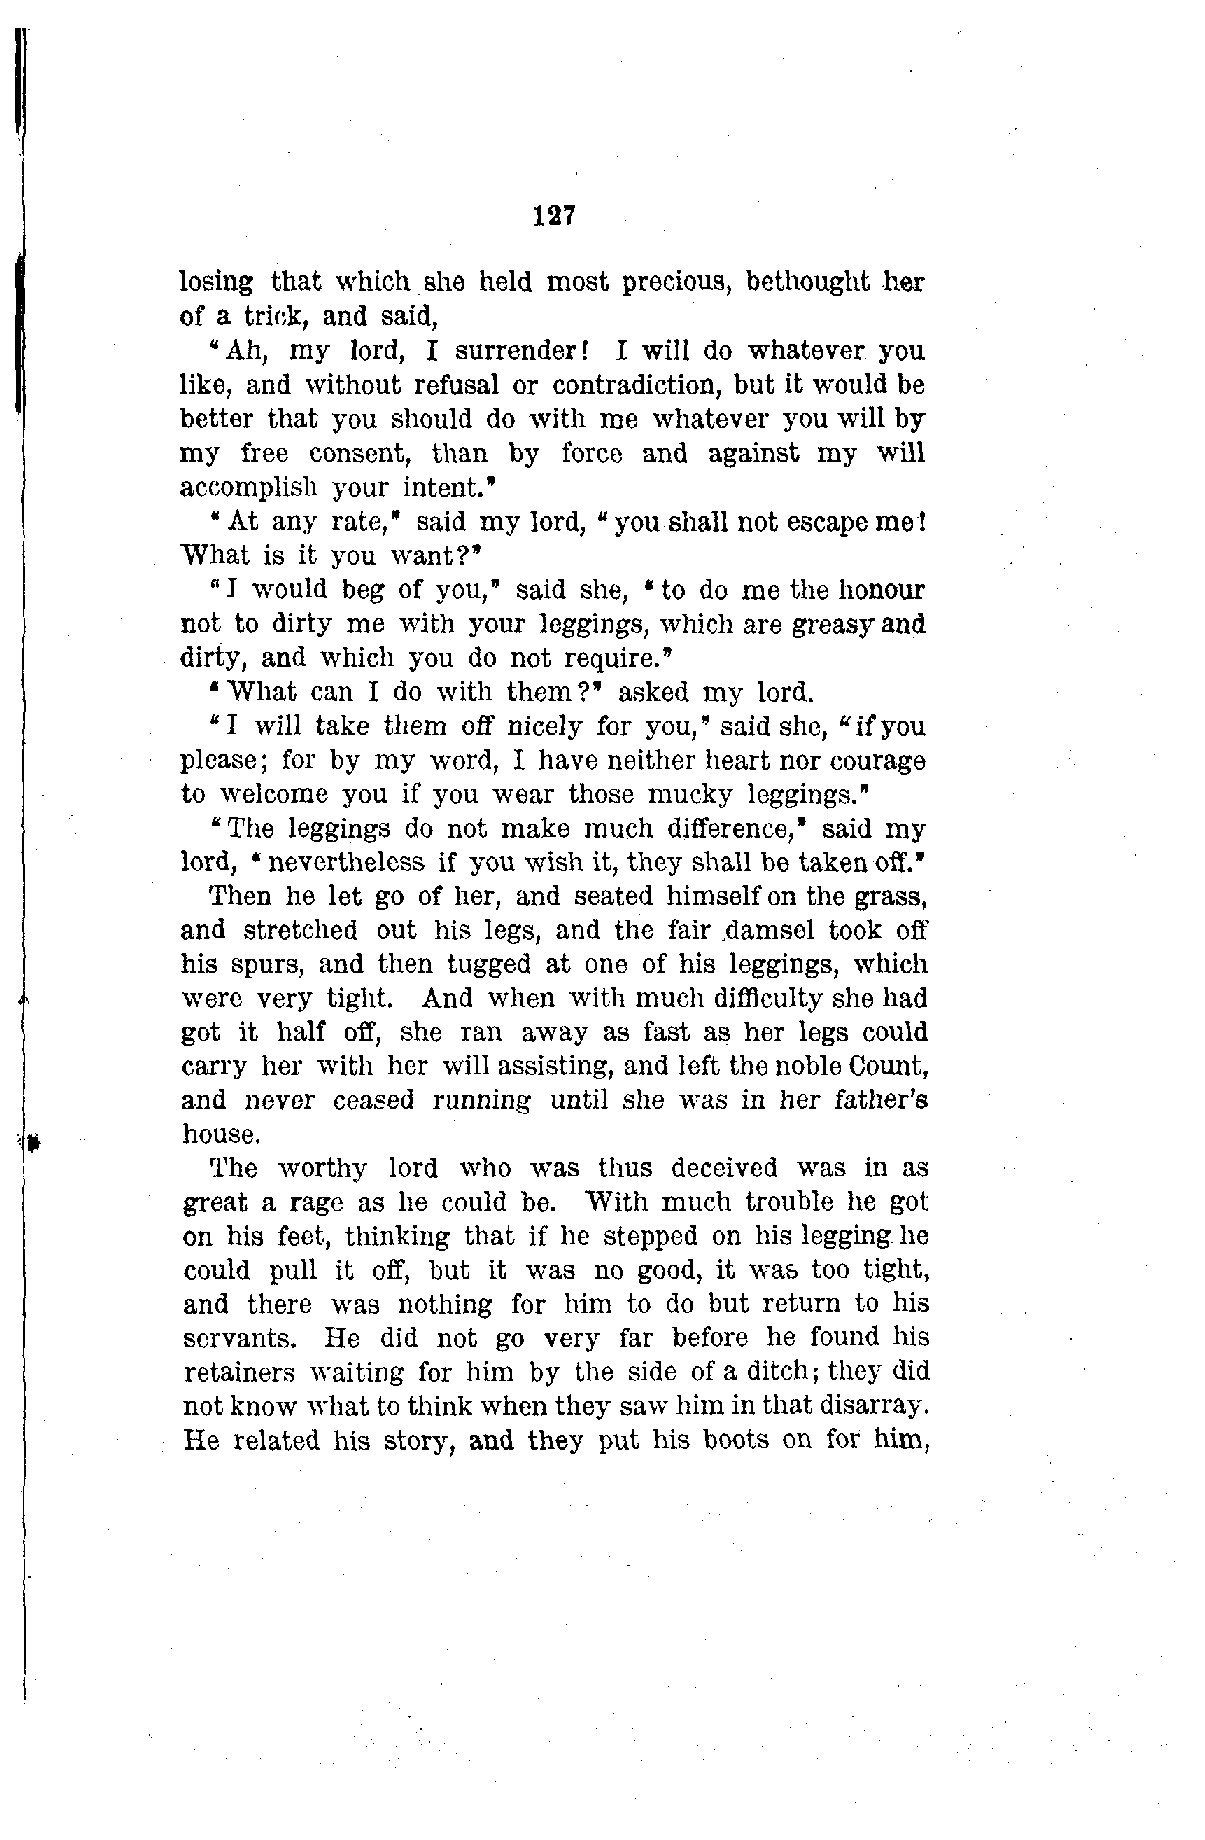 127
losing that which she held most precious, bethought her
of a trick, and said,
“Ah, my lord, I surrender! I will do whatever you
like, and without refusal or contradiction, but it would be
better that you should do with me whatever you will by
my free consent, than by force and against my will
accomplish your intent.”
“At any rate,” said my lord, “you shall not escape me!
What is it you want?”
“I would beg of you,” said she, “to do me the honour
not to dirty me with your leggings, which are greasy and
dirty, and which you do not require.”
“What can I do with them?” asked my lord.
“I will take them off nicely for you,” said she, “if you
please; for by my word, I have neither heart nor courage
to welcome you if you wear those mucky leggings.”
“The leggings do not make much difference,” said my
lord, “nevertheless if you wish it, they shall be taken off.”
Then he let go of her, and seated himself on the grass,
and stretched out his legs, and the fair damsel took off
his spurs, and then tugged at one of his leggings, which
were very tight. And when with much difficulty she had
got it half off, she ran away as fast as her legs could
carry her with her will assisting, and left the noble Count,
and never ceased running until she was in her father's
house.
The worthy lord who was thus deceived was in as
great a rage as he could be. With much trouble he got
on his feet, thinking that if he stepped on his legging he
could pull it off, but it was no good, it was too tight,
and there was nothing for him to do but return to his
servants. He did not go very far before he found his
retainers waiting for him by the side of a ditch; they did
not know what to think when they saw him in that disarray.
He related his story, and they put his boots on for him,